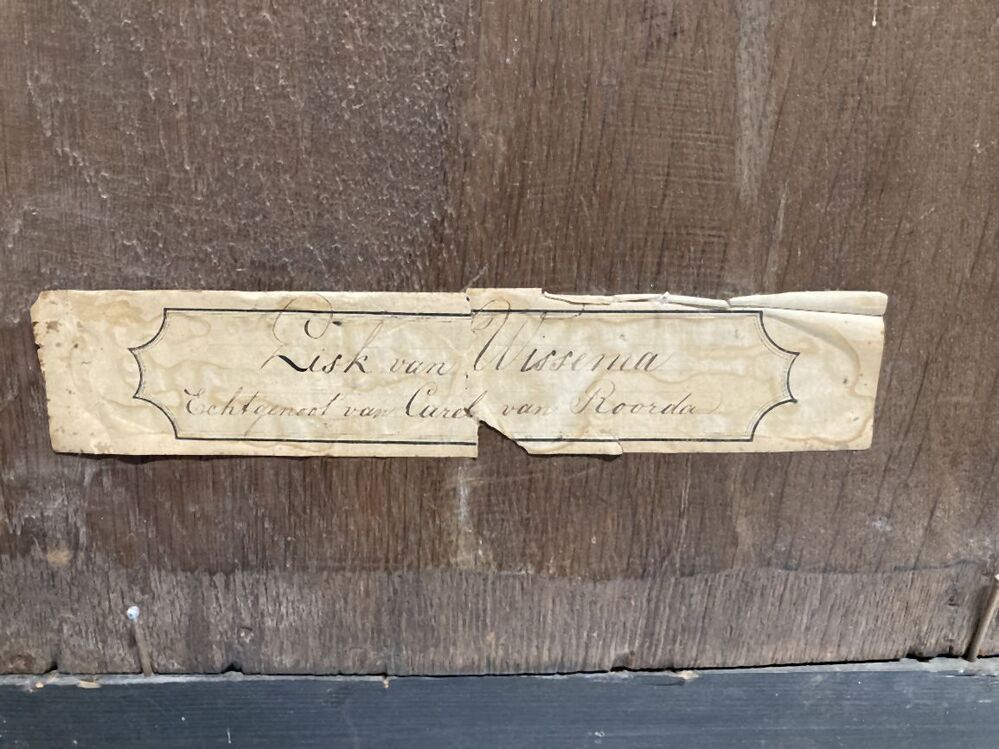 Lisk van Wissema
Echtgenoot van Carel van Roorda